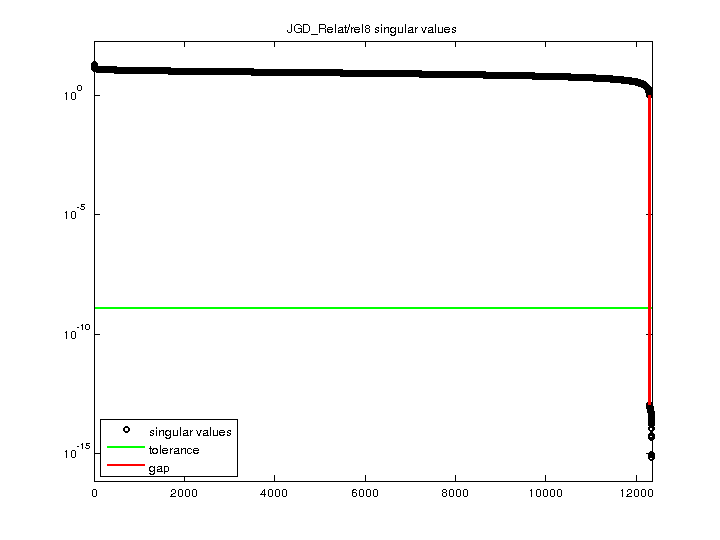 JGD_Relat/rel8 singular values
10^0
10^-5
10^-10
10^-15
singular values
tolerance
gap
0 2000 4000 6000 8000 10000 12000